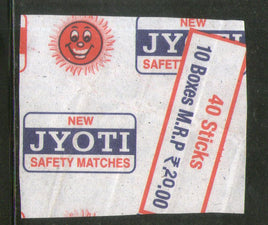 NEW
JYOTI
SAFETY MATCHES
NEW
JYOTI
SAFETY MATCHES
40 Sticks
10 Boxes M.R.P ₹20.00